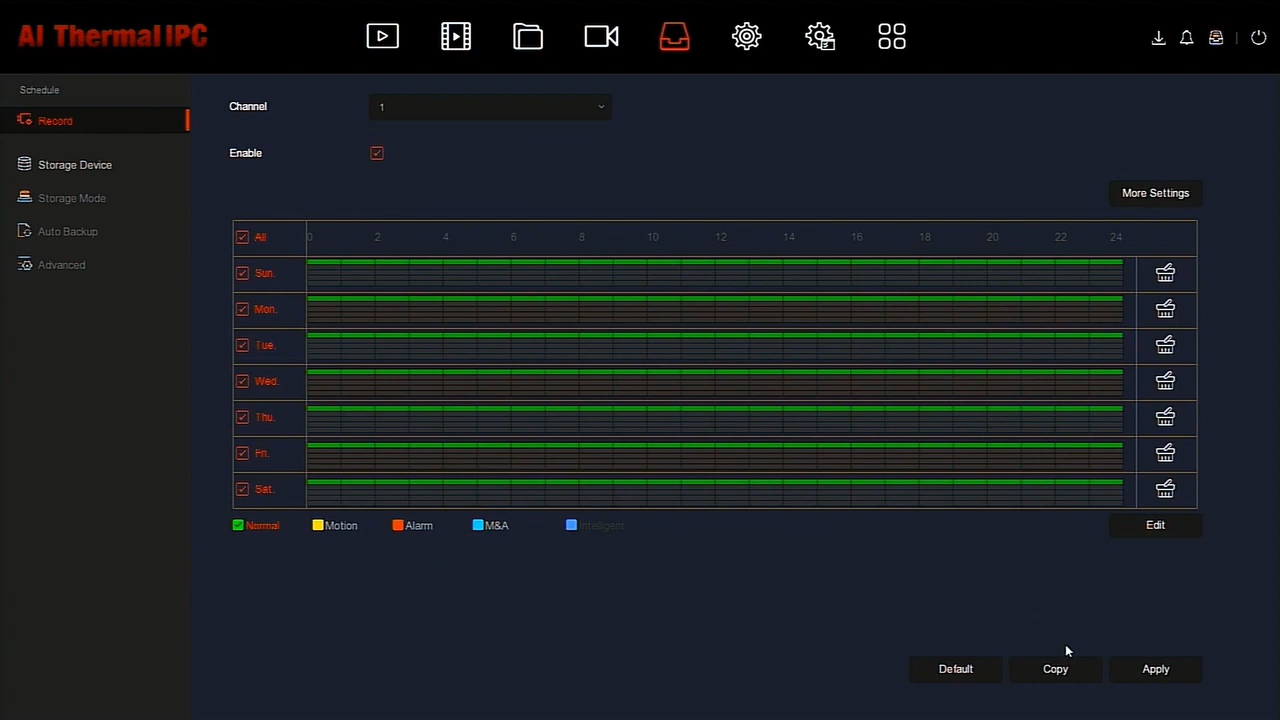 AI Thermal IPC
Schedule
Record
Storage Device
Storage Mode
Auto Backup
Advanced
Channel 1
Enable
More Settings
All 0 2 4 6 8 10 12 14 16 18 20 22 24
Sun.
Mon.
Tue.
Wed.
Thu.
Fri.
Sat.
Normal Motion Alarm M&A Intelligent
Edit
Default Copy Apply